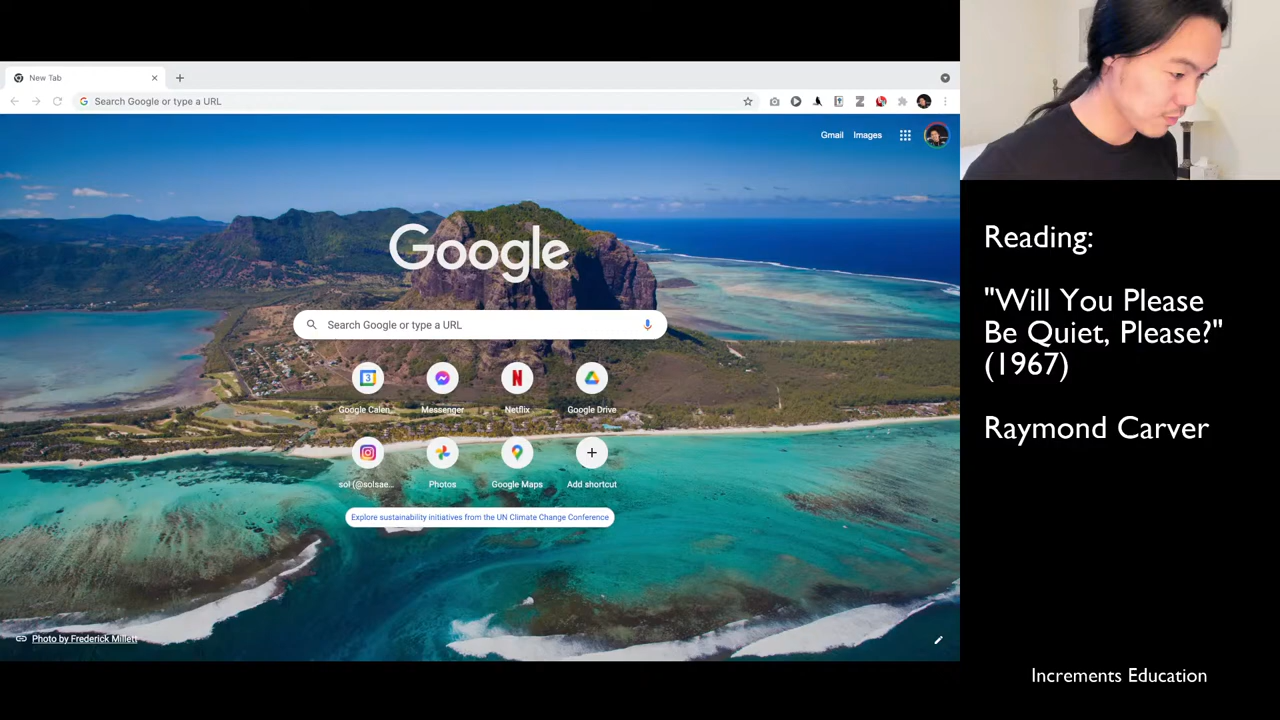 New Tab
Search Google or type a URL
Gmail
Images
Google
Search Google or type a URL
Google Calen...
Messenger
Netflix
Google Drive
sol (@solsae...
Photos
Google Maps
Add shortcut
Explore sustainability initiatives from the UN Climate Change Conference
Photo by Frederick Millett
Reading:
"Will You Please
Be Quiet, Please?"
(1967)
Raymond Carver
Increments Education